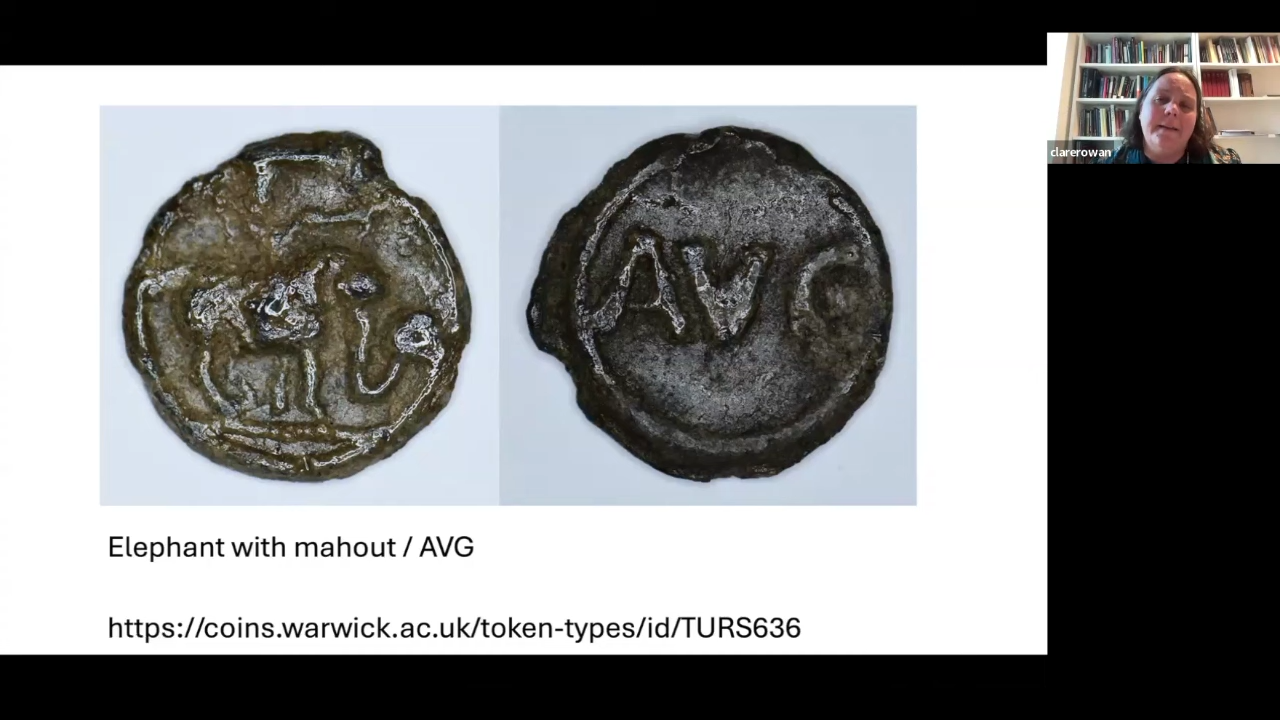 AVG
clarerowan
Elephant with mahout / AVG
https://coins.warwick.ac.uk/token-types/id/TURS636